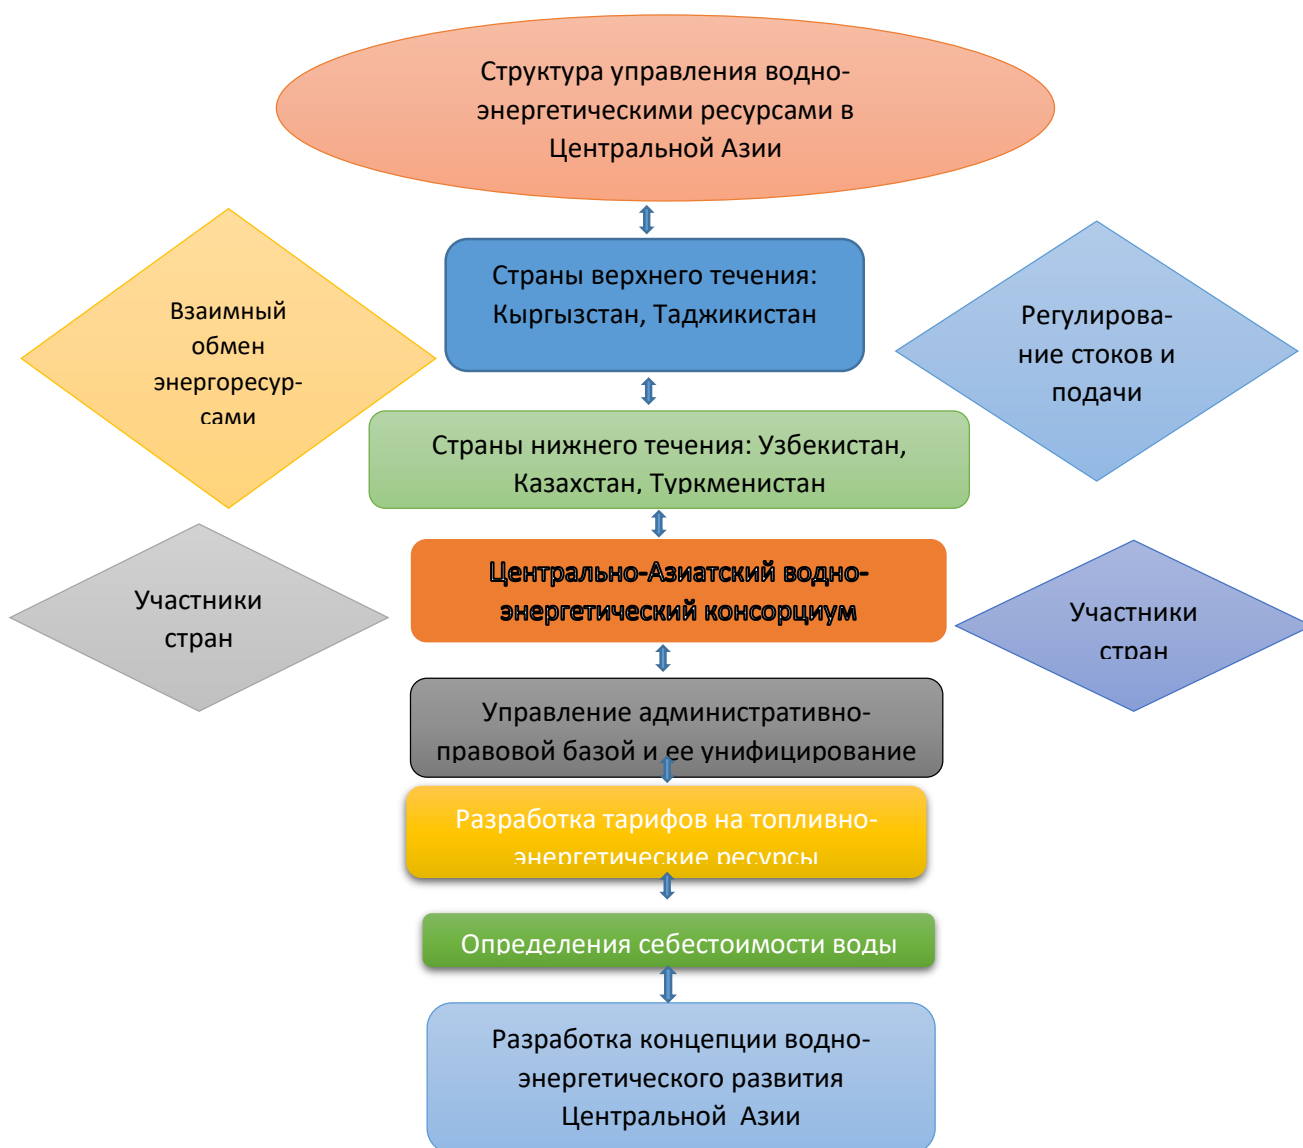 Структура управления водно-
энергетическими ресурсами в
Центральной Азии
Страны верхнего течения:
Кыргызстан, Таджикистан
Взаимный
обмен
энергоресур-
сами
Регулирова-
ние стоков и
подачи
Страны нижнего течения: Узбекистан,
Казахстан, Туркменистан
Центрально-Азиатский водно-
энергетический консорциум
Участники
стран
Участники
стран
Управление административно-
правовой базой и ее унифицирование
Разработка тарифов на топливно-
энергетические ресурсы
Определения себестоимости воды
Разработка концепции водно-
энергетического развития
Центральной  Азии